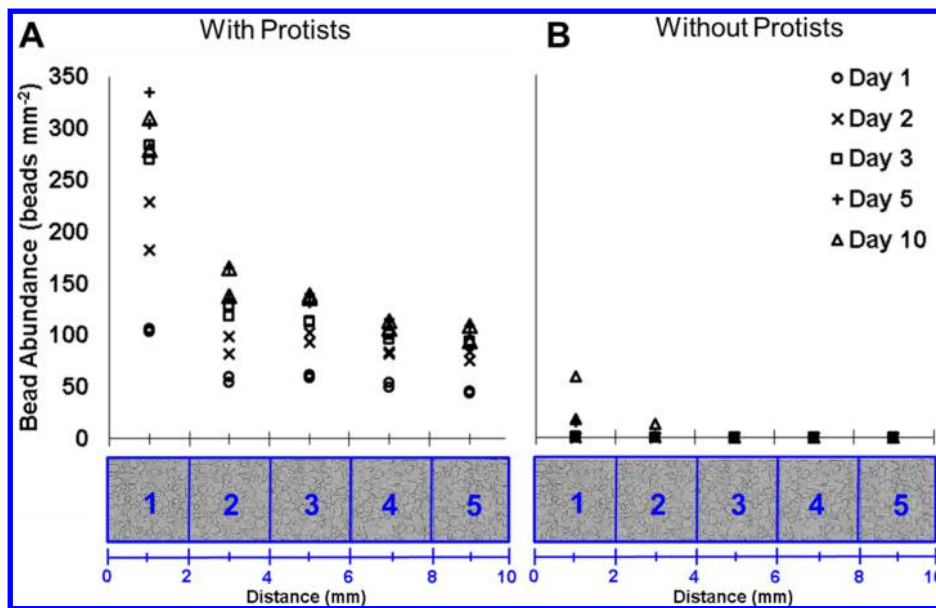 A
With Protists
B
Without Protists
Bead Abundance (beads mm-2)
350
300
250
200
150
100
50
0
Day 1
Day 2
Day 3
Day 5
Day 10
1 2 3 4 5
1 2 3 4 5
0 2 4 6 8 10
0 2 4 6 8 10
Distance (mm)
Distance (mm)